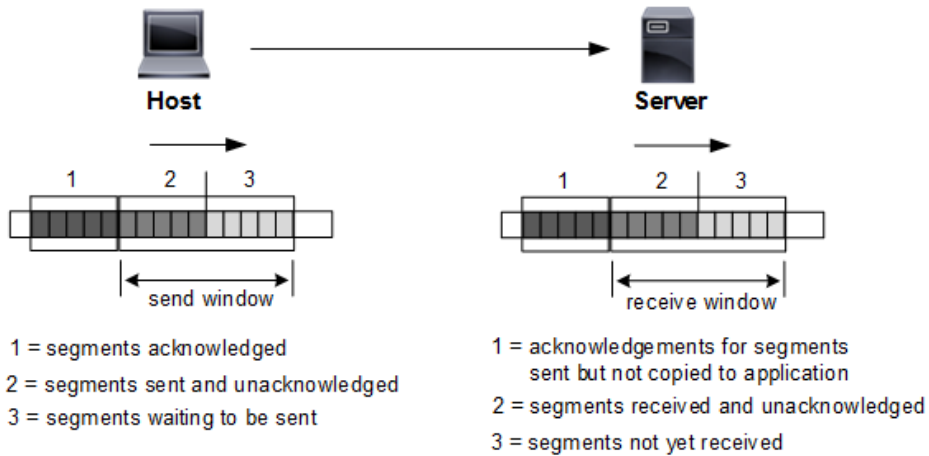 Host
Server
1 2 3
1 2 3
send window
receive window
1 = segments acknowledged
2 = segments sent and unacknowledged
3 = segments waiting to be sent
1 = acknowledgements for segments
sent but not copied to application
2 = segments received and unacknowledged
3 = segments not yet received